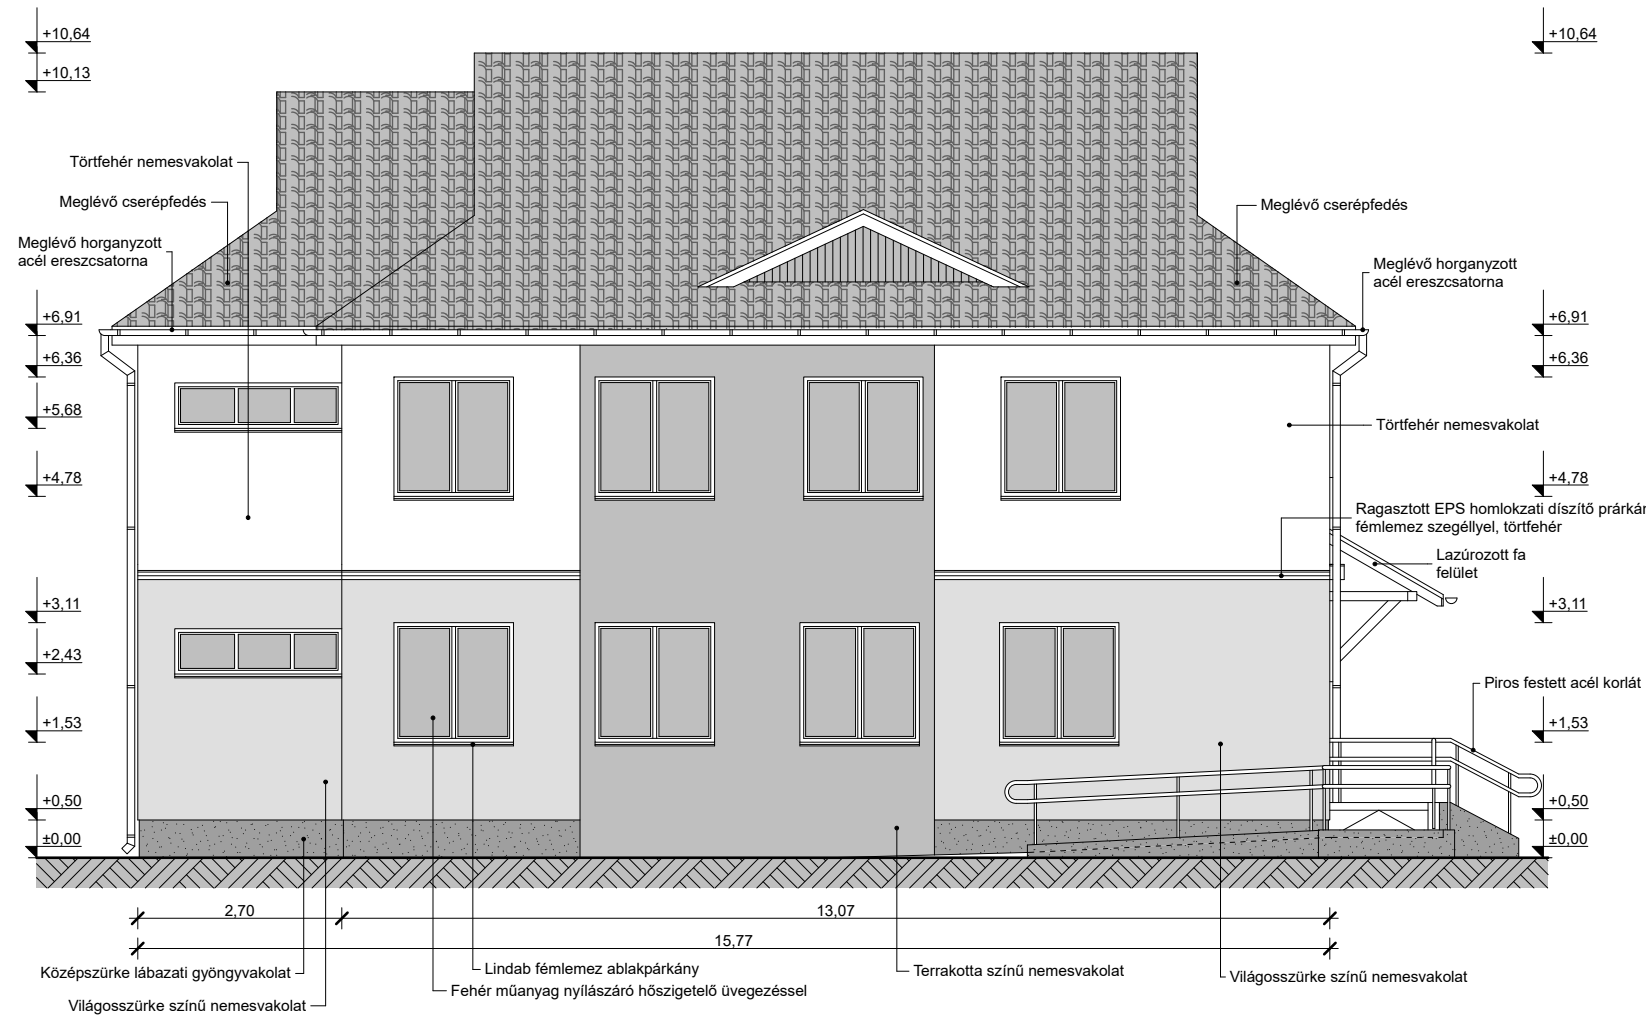 +10,64
+10,64
+10,13
Törtfehér nemesvakolat
Meglévő cserépfedés
Meglévő cserépfedés
Meglévő horganyzott
acél ereszcsatorna
Meglévő horganyzott
acél ereszcsatorna
+6,91
+6,91
+6,36
+6,36
+5,68
Törtfehér nemesvakolat
+4,78
+4,78
Ragasztott EPS homlokzati díszítő prárkán
fémlemez szegéllyel, törtfehér
Lazúrozott fa
felület
+3,11
+3,11
+2,43
Piros festett acél korlát
+1,53
+1,53
+0,50
+0,50
±0,00
±0,00
2,70
13,07
15,77
Középszürke lábazati gyöngyvakolat
Lindab fémlemez ablakpárkány
Terrakotta színű nemesvakolat
Világosszürke színű nemesvakolat
Fehér műanyag nyílászáró hőszigetelő üvegezéssel
Világosszürke színű nemesvakolat